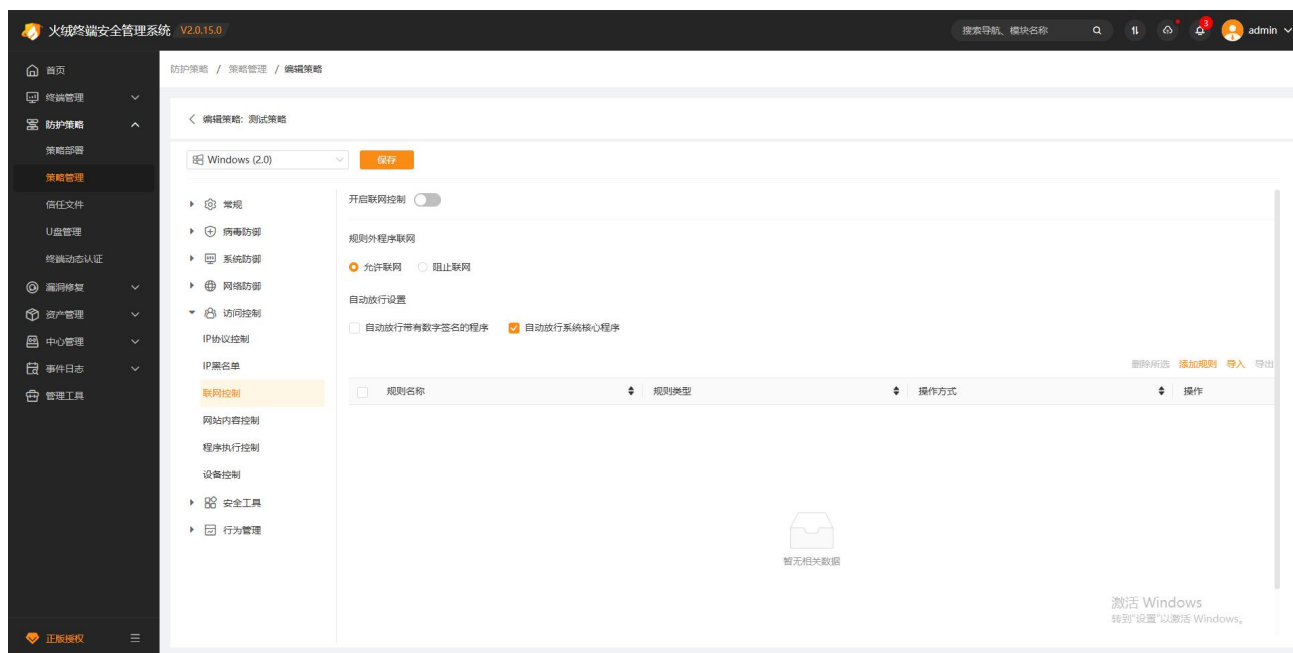 火绒终端安全管理系统 V2.0.15.0
搜索导航、模块名称
3
admin
首页
终端管理
防护策略
策略部署
策略管理
信任文件
U盘管理
终端动态认证
漏洞修复
资产管理
中心管理
事件日志
管理工具
正版授权
防护策略 / 策略管理 / 编辑策略
编辑策略: 测试策略
Windows (2.0)
保存
常规
病毒防御
系统防御
网络防御
访问控制
IP协议控制
IP黑名单
联网控制
网站内容控制
程序执行控制
设备控制
安全工具
行为管理
开启联网控制
规则外程序联网
允许联网 阻止联网
自动放行设置
自动放行带有数字签名的程序 自动放行系统核心程序
删除所选 添加规则 导入 导出
规则名称 规则类型 操作方式 操作
暂无相关数据
激活 Windows
转到"设置"以激活 Windows。